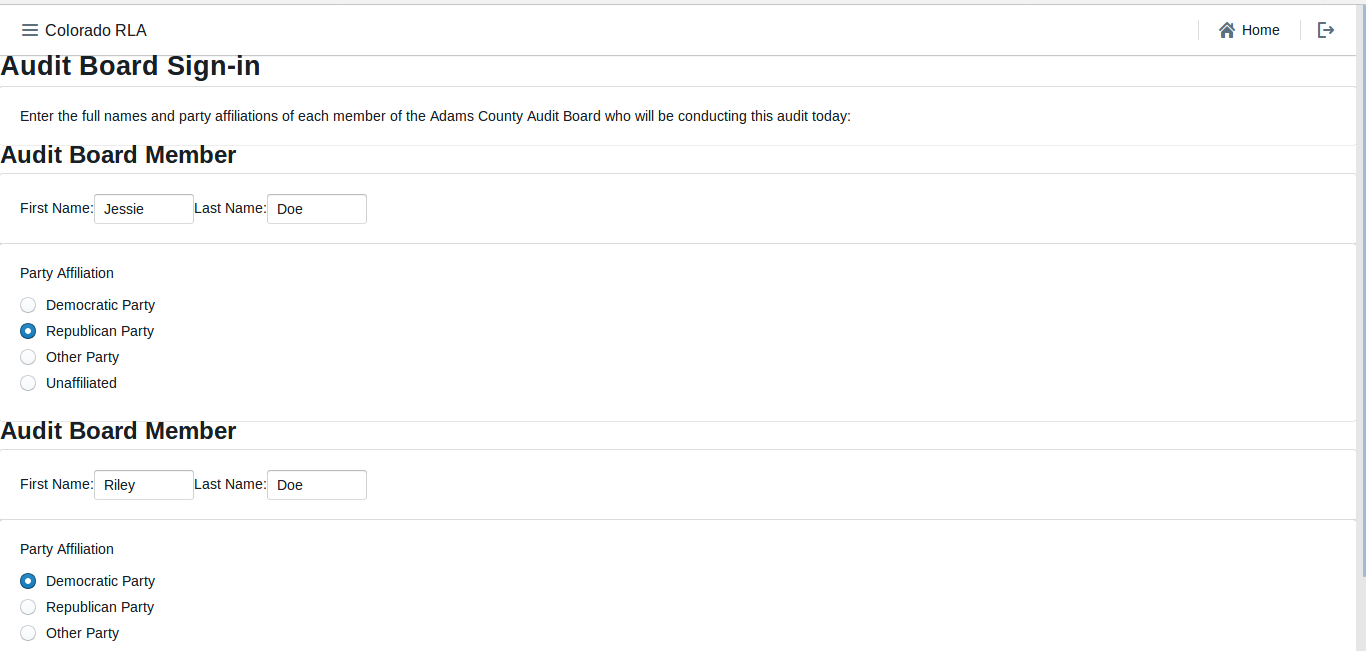 Colorado RLA Home
Audit Board Sign-in
Enter the full names and party affiliations of each member of the Adams County Audit Board who will be conducting this audit today:
Audit Board Member
First Name: Jessie Last Name: Doe
Party Affiliation
Democratic Party
Republican Party
Other Party
Unaffiliated
Audit Board Member
First Name: Riley Last Name: Doe
Party Affiliation
Democratic Party
Republican Party
Other Party